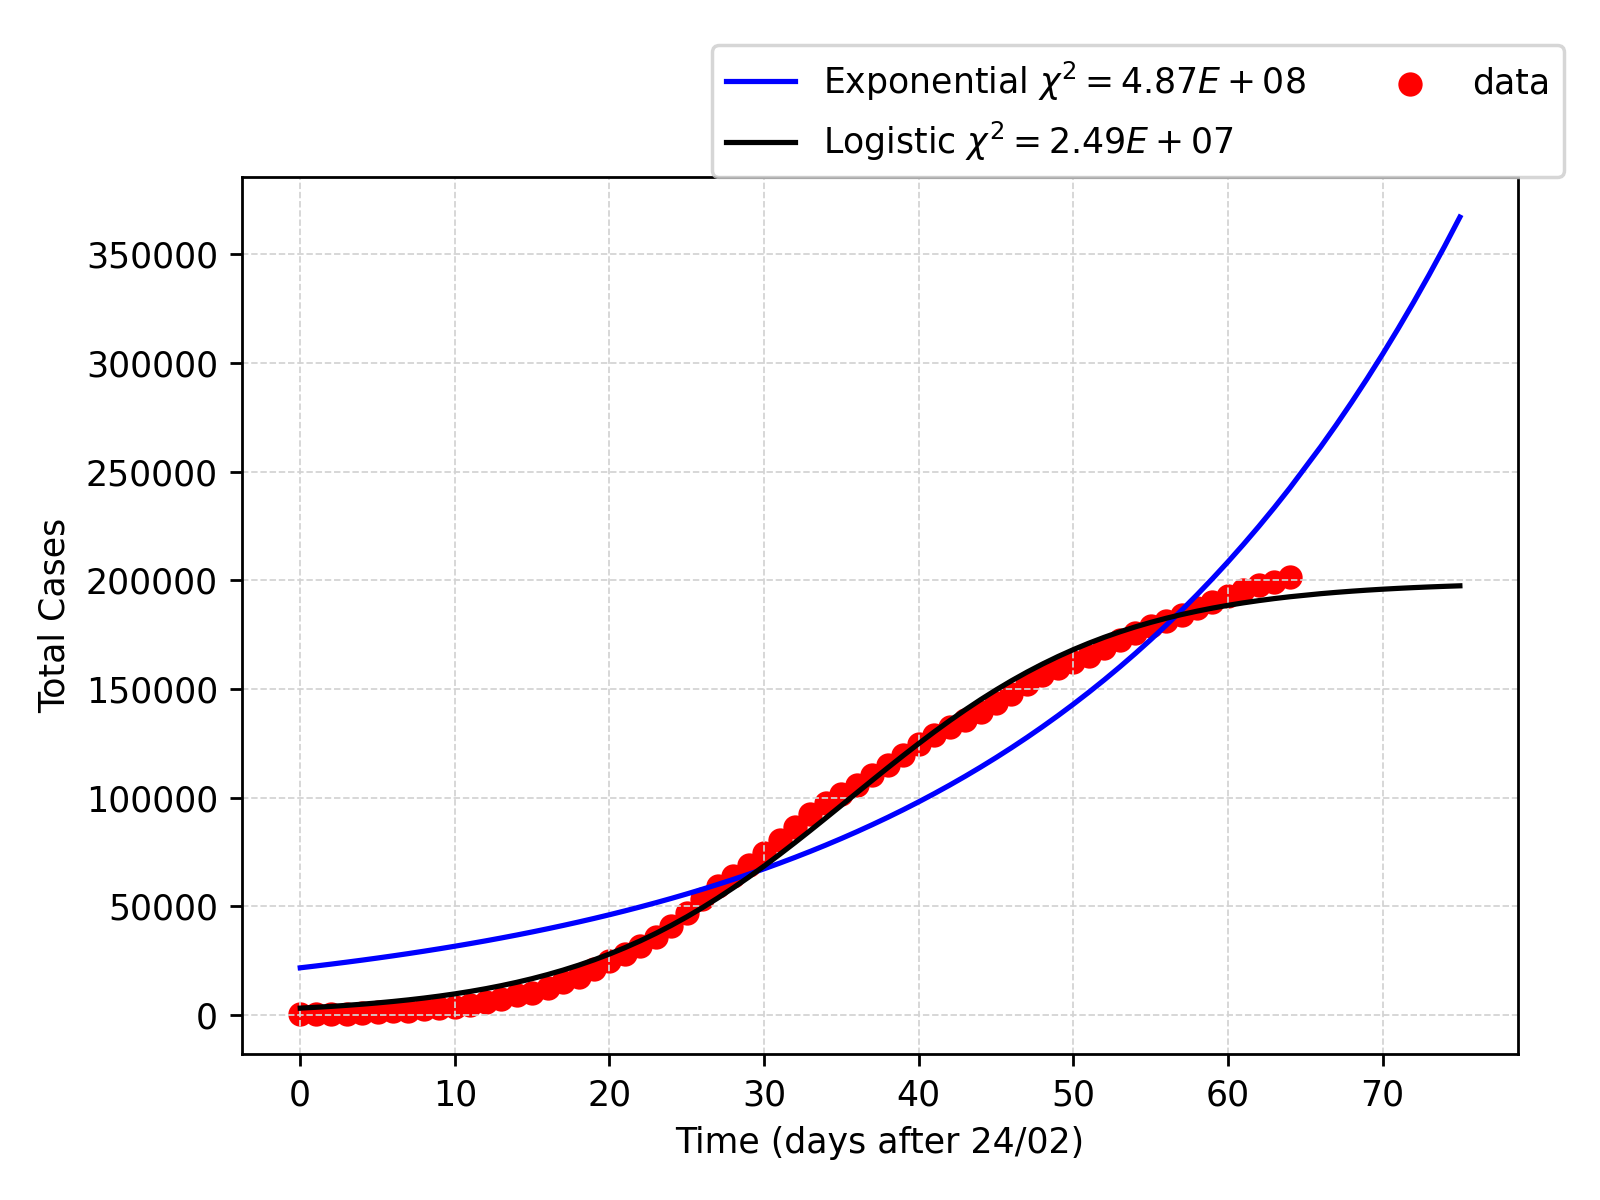 Exponential χ² = 4.87E + 08
Logistic χ² = 2.49E + 07
data
350000
300000
250000
200000
150000
100000
50000
0
Total Cases
0 10 20 30 40 50 60 70
Time (days after 24/02)